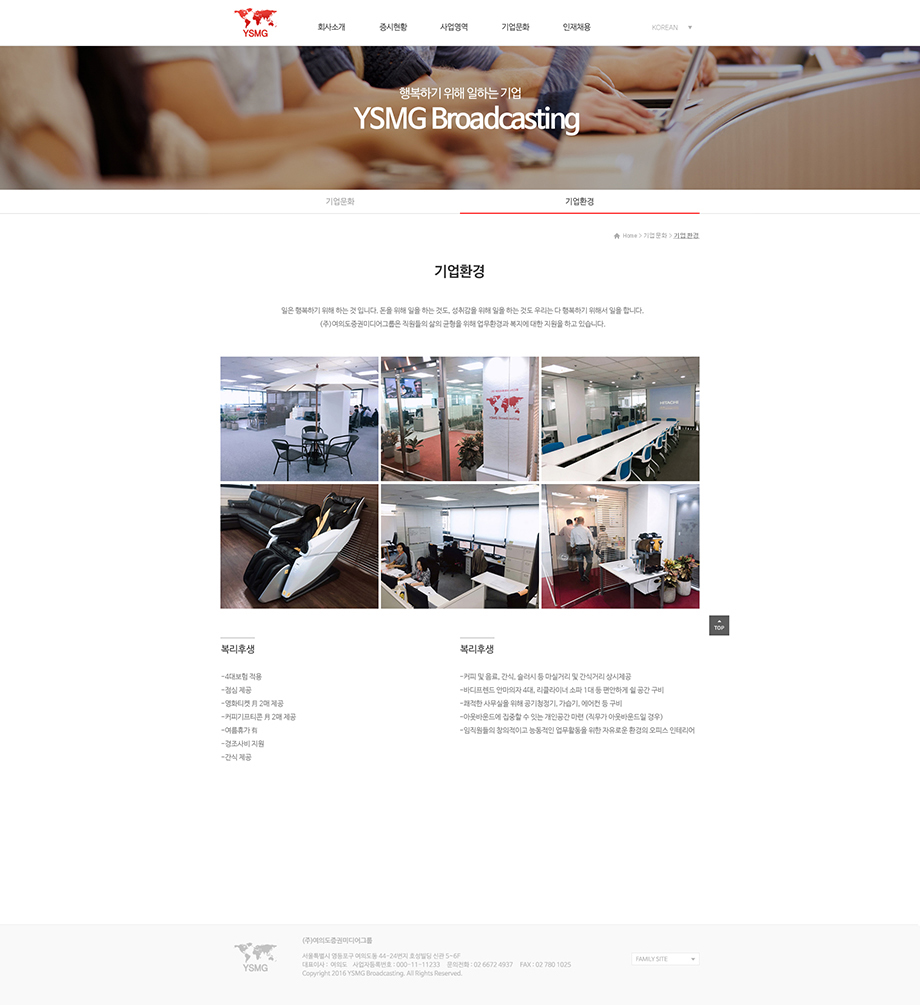 YSMG
회사소개
증시현황
사업영역
기업문화
인재채용
KOREAN
행복하기 위해 일하는 기업
YSMG Broadcasting
기업문화
기업환경
Home > 기업문화 > 기업환경
기업환경
일은 행복하기 위해 하는 것 입니다. 돈을 위해 일을 하는 것도, 성취감을 위해 일을 하는 것도 우리는 다 행복하기 위해서 일을 합니다.
(주)여의도증권미디어그룹은 직원들의 삶의 균형을 위해 업무환경과 복지에 대한 지원을 하고 있습니다.
YSMG Broadcasting
HITACHI
복리후생
-4대보험 적용
-점심 제공
-영화티켓 月 2매 제공
-커피기프티콘 月 2매 제공
-여름휴가 有
-경조사비 지원
-간식 제공
복리후생
-커피 및 음료, 간식, 슬러시 등 마실거리 및 간식거리 상시제공
-바디프렌드 안마의자 4대, 리클라이너 소파 1대 등 편안하게 쉴 공간 구비
-쾌적한 사무실을 위해 공기청정기, 가습기, 에어컨 등 구비
-아웃바운드에 집중할 수 잇는 개인공간 마련 (직무가 아웃바운드일 경우)
-임직원들의 창의적이고 능동적인 업무활동을 위한 자유로운 환경의 오피스 인테리어
TOP
YSMG
(주)여의도증권미디어그룹
서울특별시 영등포구 여의도동 44-24번지 호성빌딩 신관 5-6F
대표이사 : 여의도 사업자등록번호 : 000-11-11233 문의전화 : 02 6672 4937 FAX : 02 780 1025
Copyright 2016 YSMG Broadcasting. All Rights Reserved.
FAMILY SITE